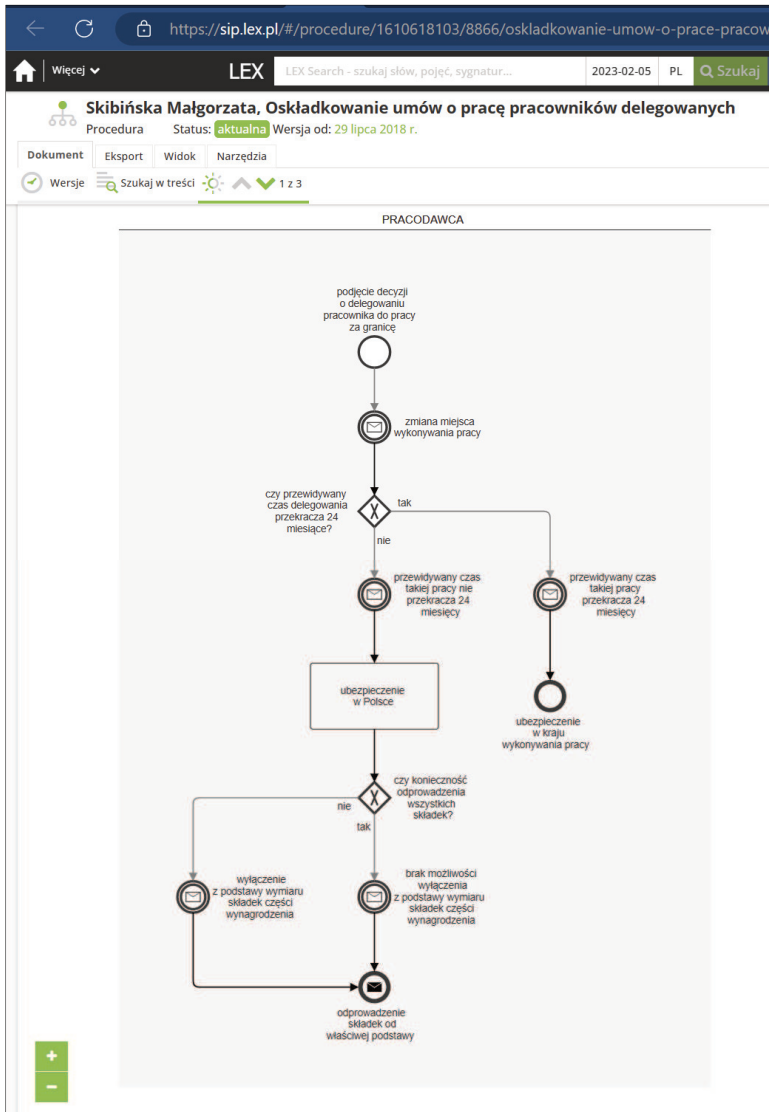 https://sip.lex.pl/#/procedure/1610618103/8866/oskladkowanie-umow-o-prace-pracow
Więcej
LEX
LEX Search - szukaj słów, pojęć, sygnatur...
2023-02-05
PL
Szukaj
Skibińska Małgorzata, Oskładkowanie umów o pracę pracowników delegowanych
Procedura Status: aktualna Wersja od: 29 lipca 2018 r.
Dokument Eksport Widok Narzędzia
Wersje Szukaj w treści 1 z 3
PRACODAWCA
podjęcie decyzji
o delegowaniu
pracownika do pracy
za granicę
zmiana miejsca
wykonywania pracy
czy przewidywany
czas delegowania
przekracza 24
miesiące?
tak
nie
przewidywany czas
takiej pracy nie
przekracza 24
miesięcy
przewidywany czas
takiej pracy
przekracza 24
miesięcy
ubezpieczenie
w Polsce
ubezpieczenie
w kraju
wykonywania pracy
czy konieczność
odprowadzenia
wszystkich
składek?
nie
tak
wyłączenie
z podstawy wymiaru
składek części
wynagrodzenia
brak możliwości
wyłączenia
z podstawy wymiaru
składek części
wynagrodzenia
odprowadzenie
składek od
właściwej podstawy
+
−